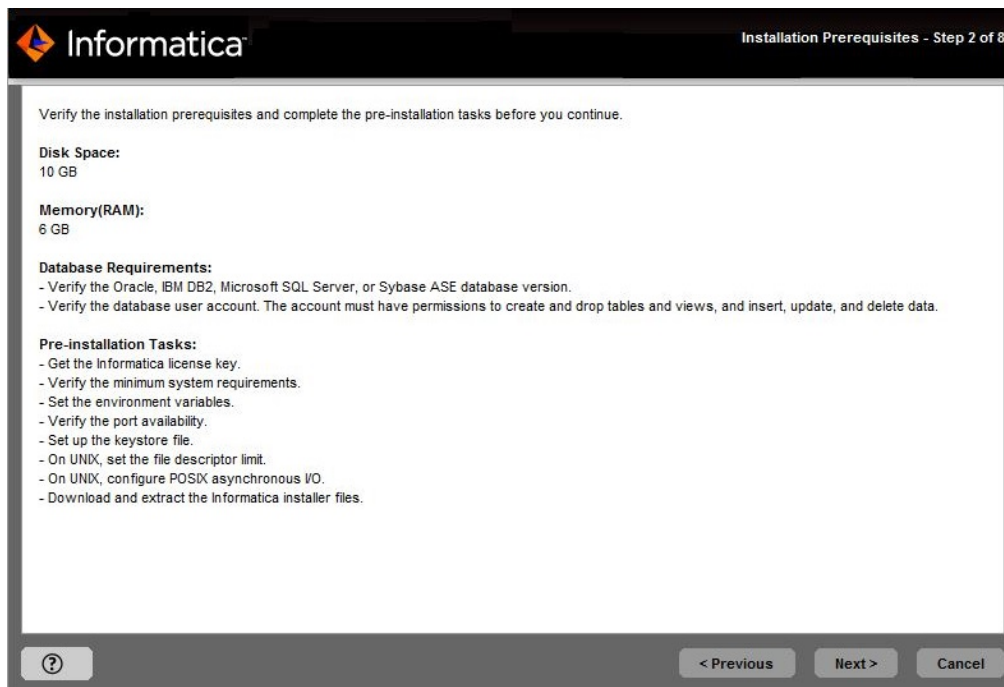 Informatica
Installation Prerequisites - Step 2 of 8
Verify the installation prerequisites and complete the pre-installation tasks before you continue.
Disk Space:
10 GB
Memory(RAM):
6 GB
Database Requirements:
- Verify the Oracle, IBM DB2, Microsoft SQL Server, or Sybase ASE database version.
- Verify the database user account. The account must have permissions to create and drop tables and views, and insert, update, and delete data.
Pre-installation Tasks:
- Get the Informatica license key.
- Verify the minimum system requirements.
- Set the environment variables.
- Verify the port availability.
- Set up the keystore file.
- On UNIX, set the file descriptor limit.
- On UNIX, configure POSIX asynchronous I/O.
- Download and extract the Informatica installer files.
?
< Previous
Next >
Cancel